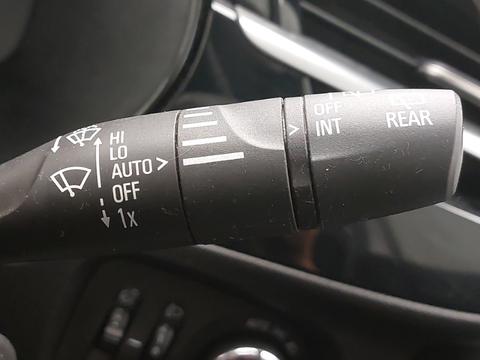 HI
LO
AUTO >
OFF
1x
>
OFF
INT
REAR